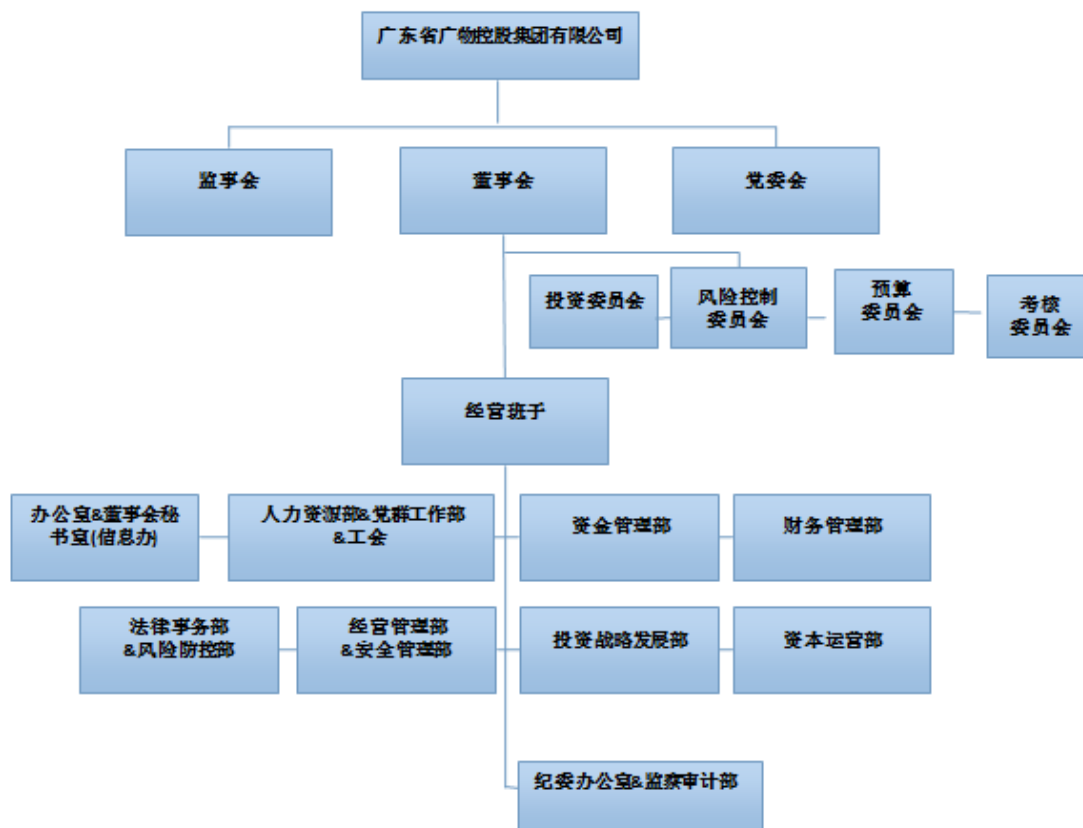 广东省广物控股集团有限公司
监事会
董事会
党委会
投资委员会
风险控制
委员会
预算
委员会
考核
委员会
经营班子
办公室&董事会秘
书室(信息办)
人力资源部&党群工作部
&工会
资金管理部
财务管理部
法律事务部
&风险防控部
经营管理部
&安全管理部
投资战略发展部
资本运营部
纪委办公室&监察审计部